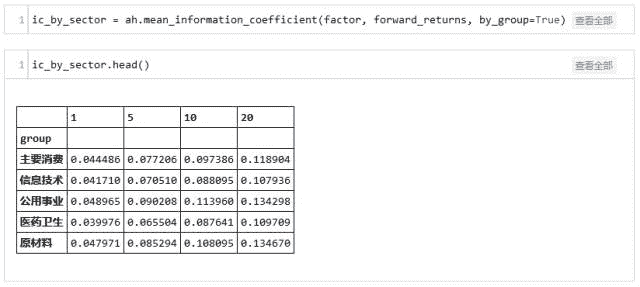 1 ic_by_sector = ah.mean_information_coefficient(factor, forward_returns, by_group=True) 查看全部
1 ic_by_sector.head() 查看全部
1 5 10 20
group
主要消费 0.044486 0.077206 0.097386 0.118904
信息技术 0.041710 0.070510 0.088095 0.107936
公用事业 0.048965 0.090208 0.113960 0.134298
医药卫生 0.039976 0.065504 0.087641 0.109709
原材料 0.047971 0.085294 0.108095 0.134670